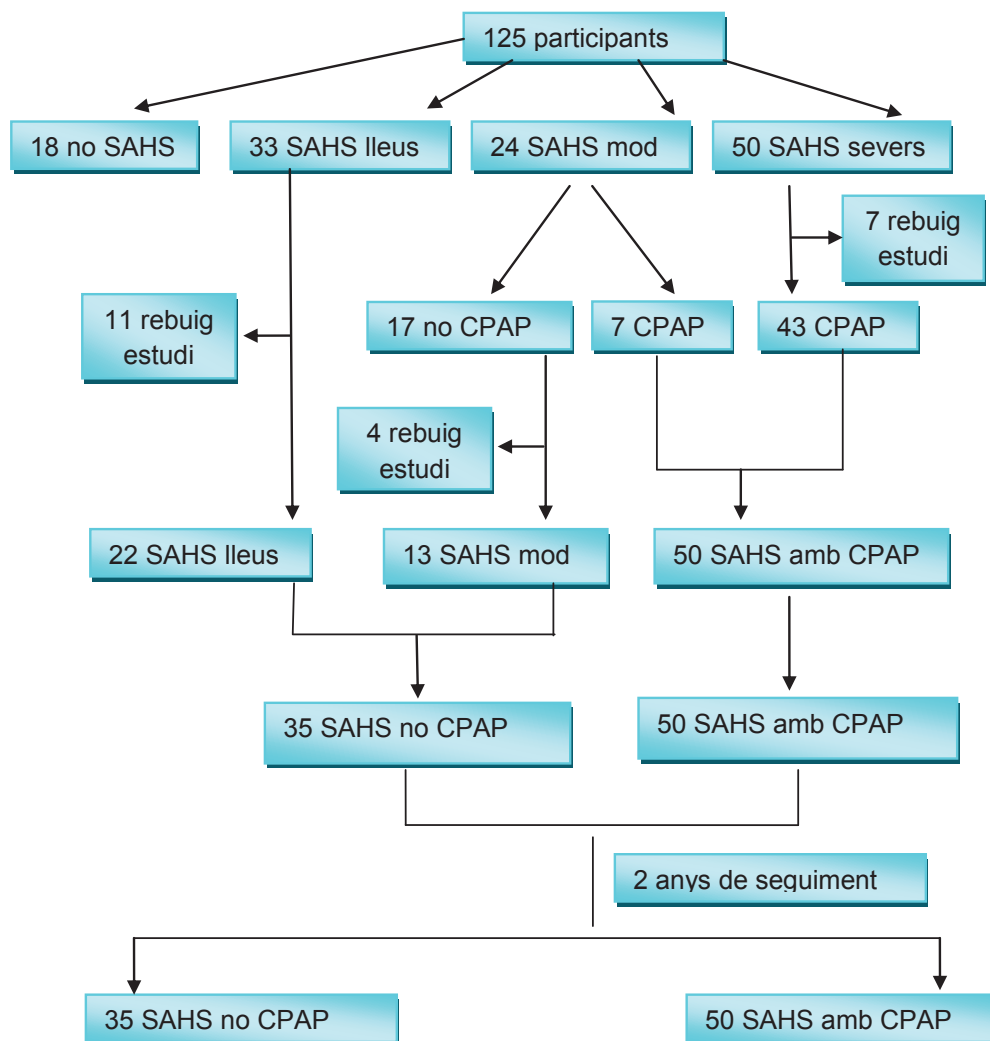 125 participants
18 no SAHS
33 SAHS lleus
24 SAHS mod
50 SAHS severs
7 rebuig
estudi
11 rebuig
estudi
17 no CPAP
7 CPAP
43 CPAP
4 rebuig
estudi
22 SAHS lleus
13 SAHS mod
50 SAHS amb CPAP
35 SAHS no CPAP
50 SAHS amb CPAP
2 anys de seguiment
35 SAHS no CPAP
50 SAHS amb CPAP